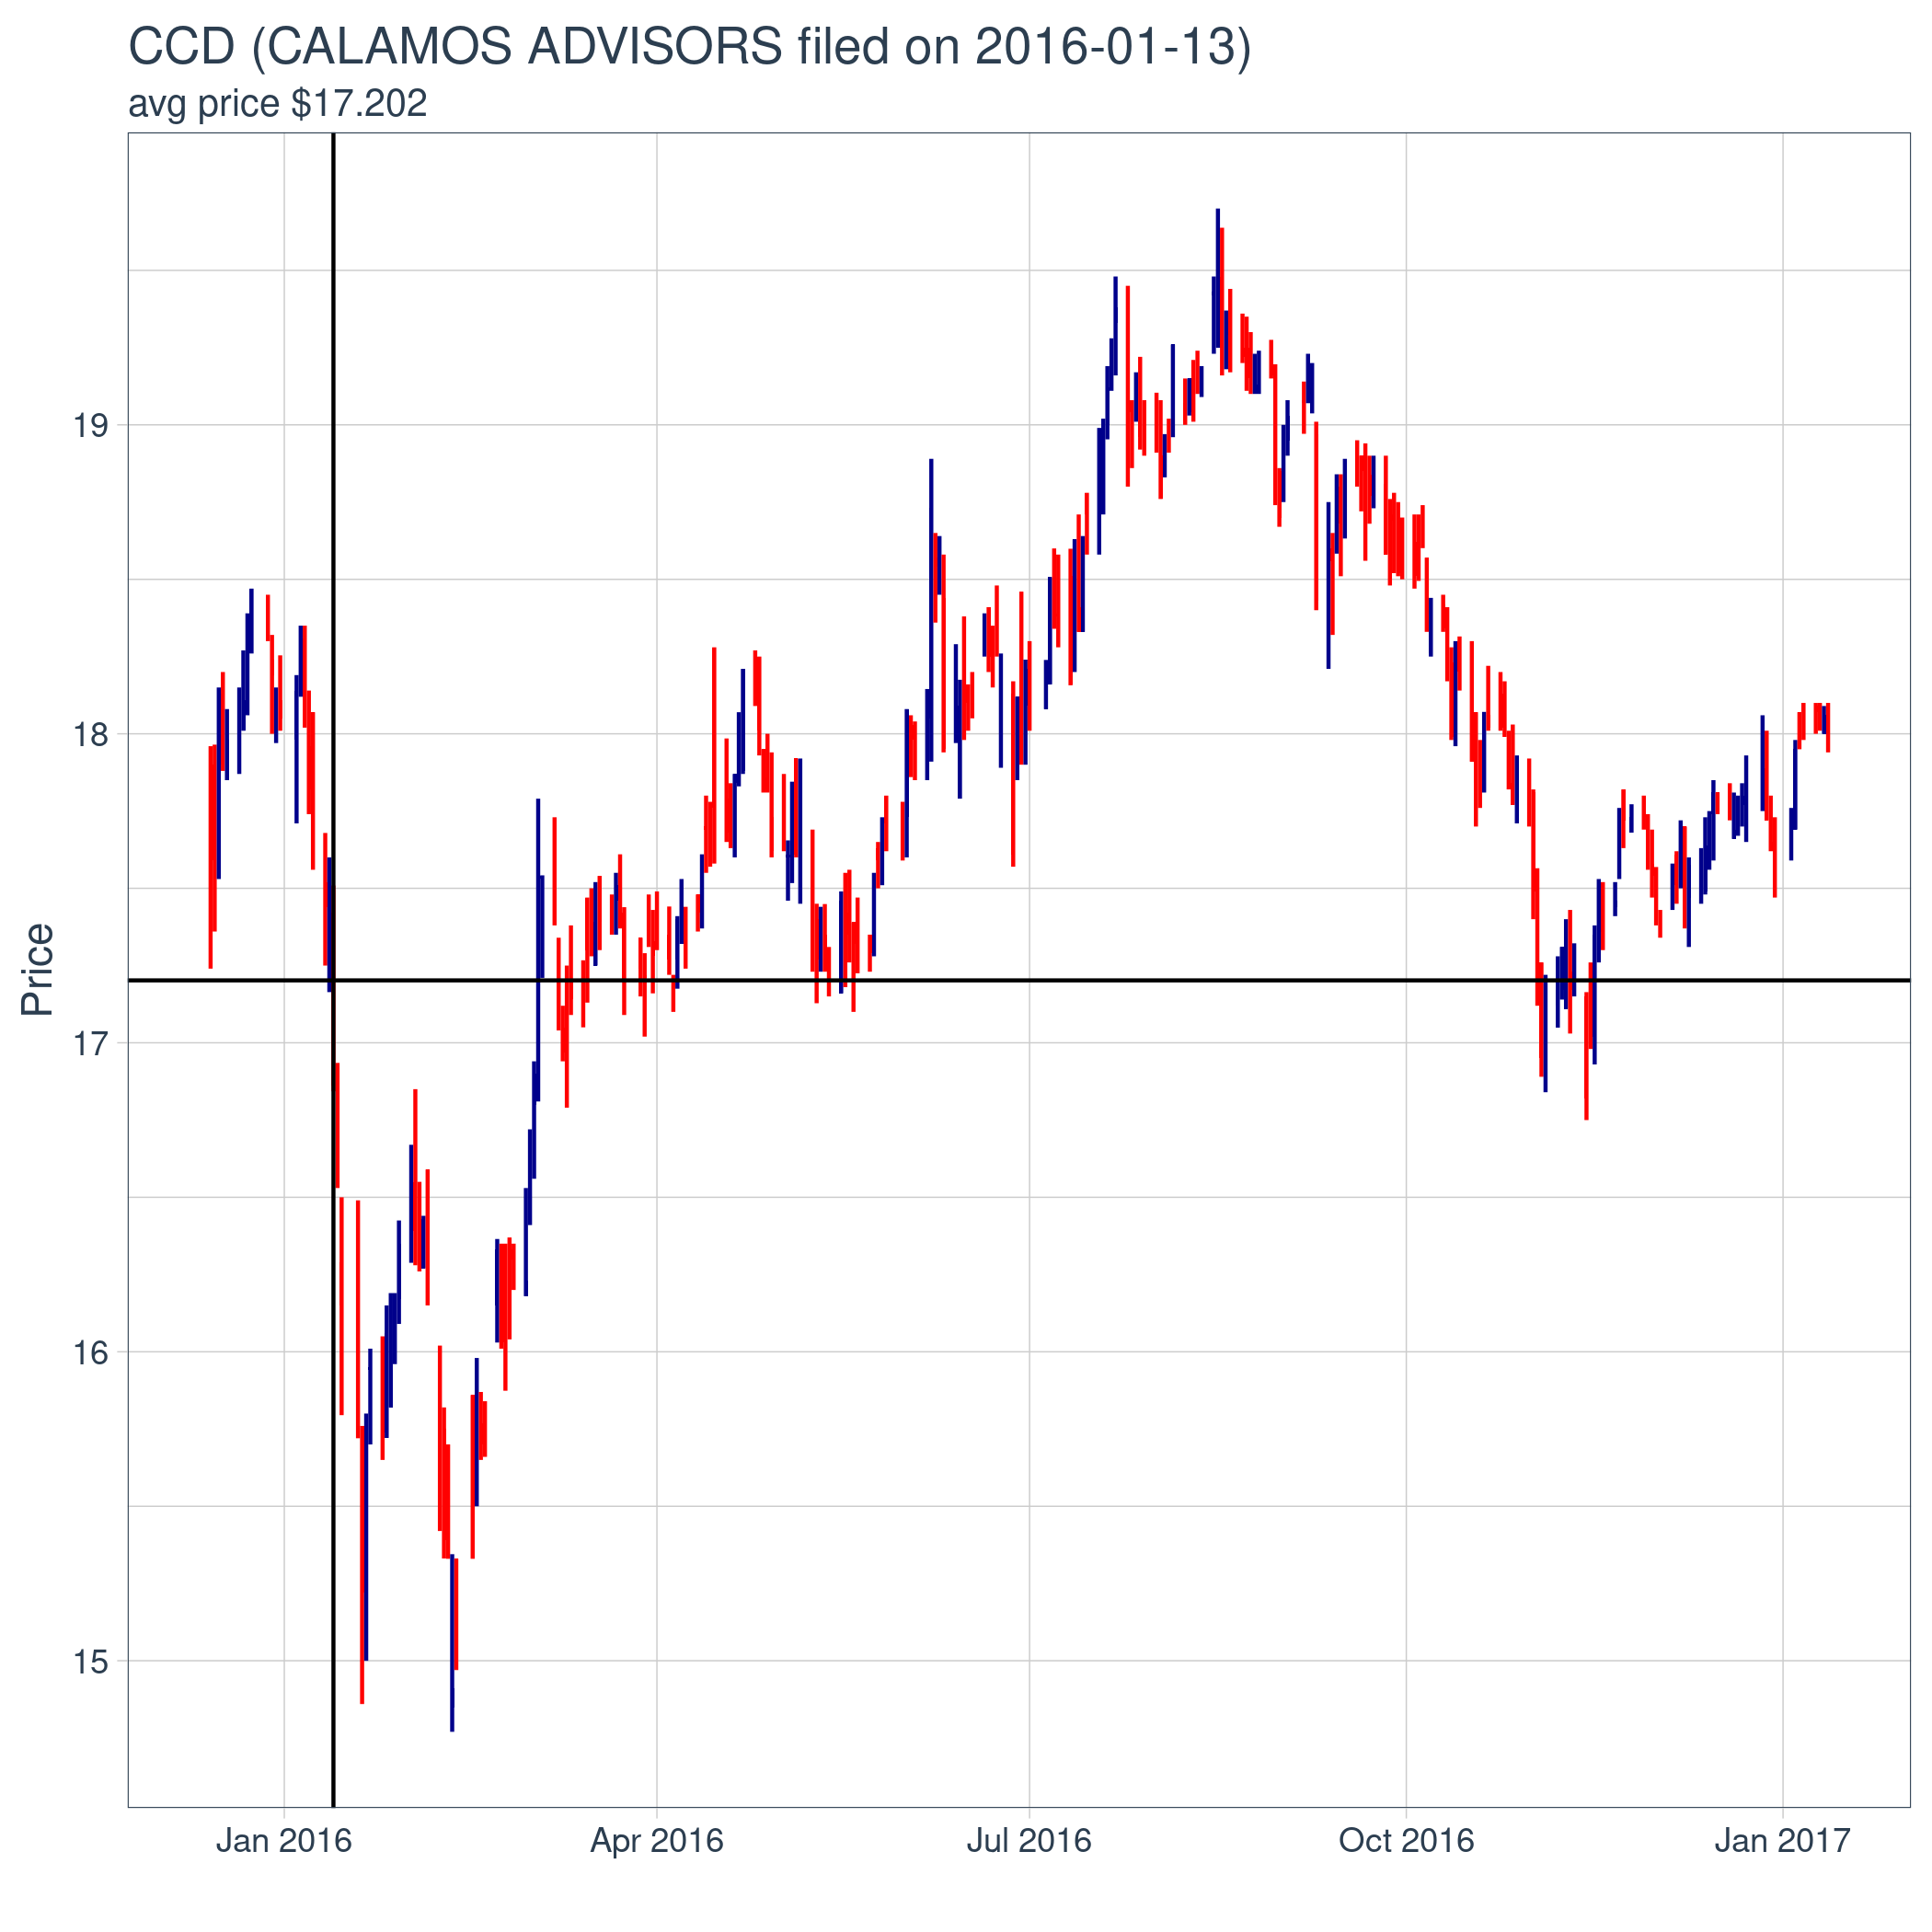 CCD (CALAMOS ADVISORS filed on 2016-01-13)
avg price $17.202
Price
19
18
17
16
15
Jan 2016
Apr 2016
Jul 2016
Oct 2016
Jan 2017